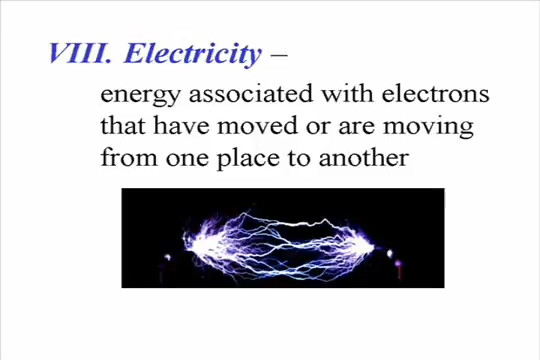 VIII. Electricity –
energy associated with electrons
that have moved or are moving
from one place to another